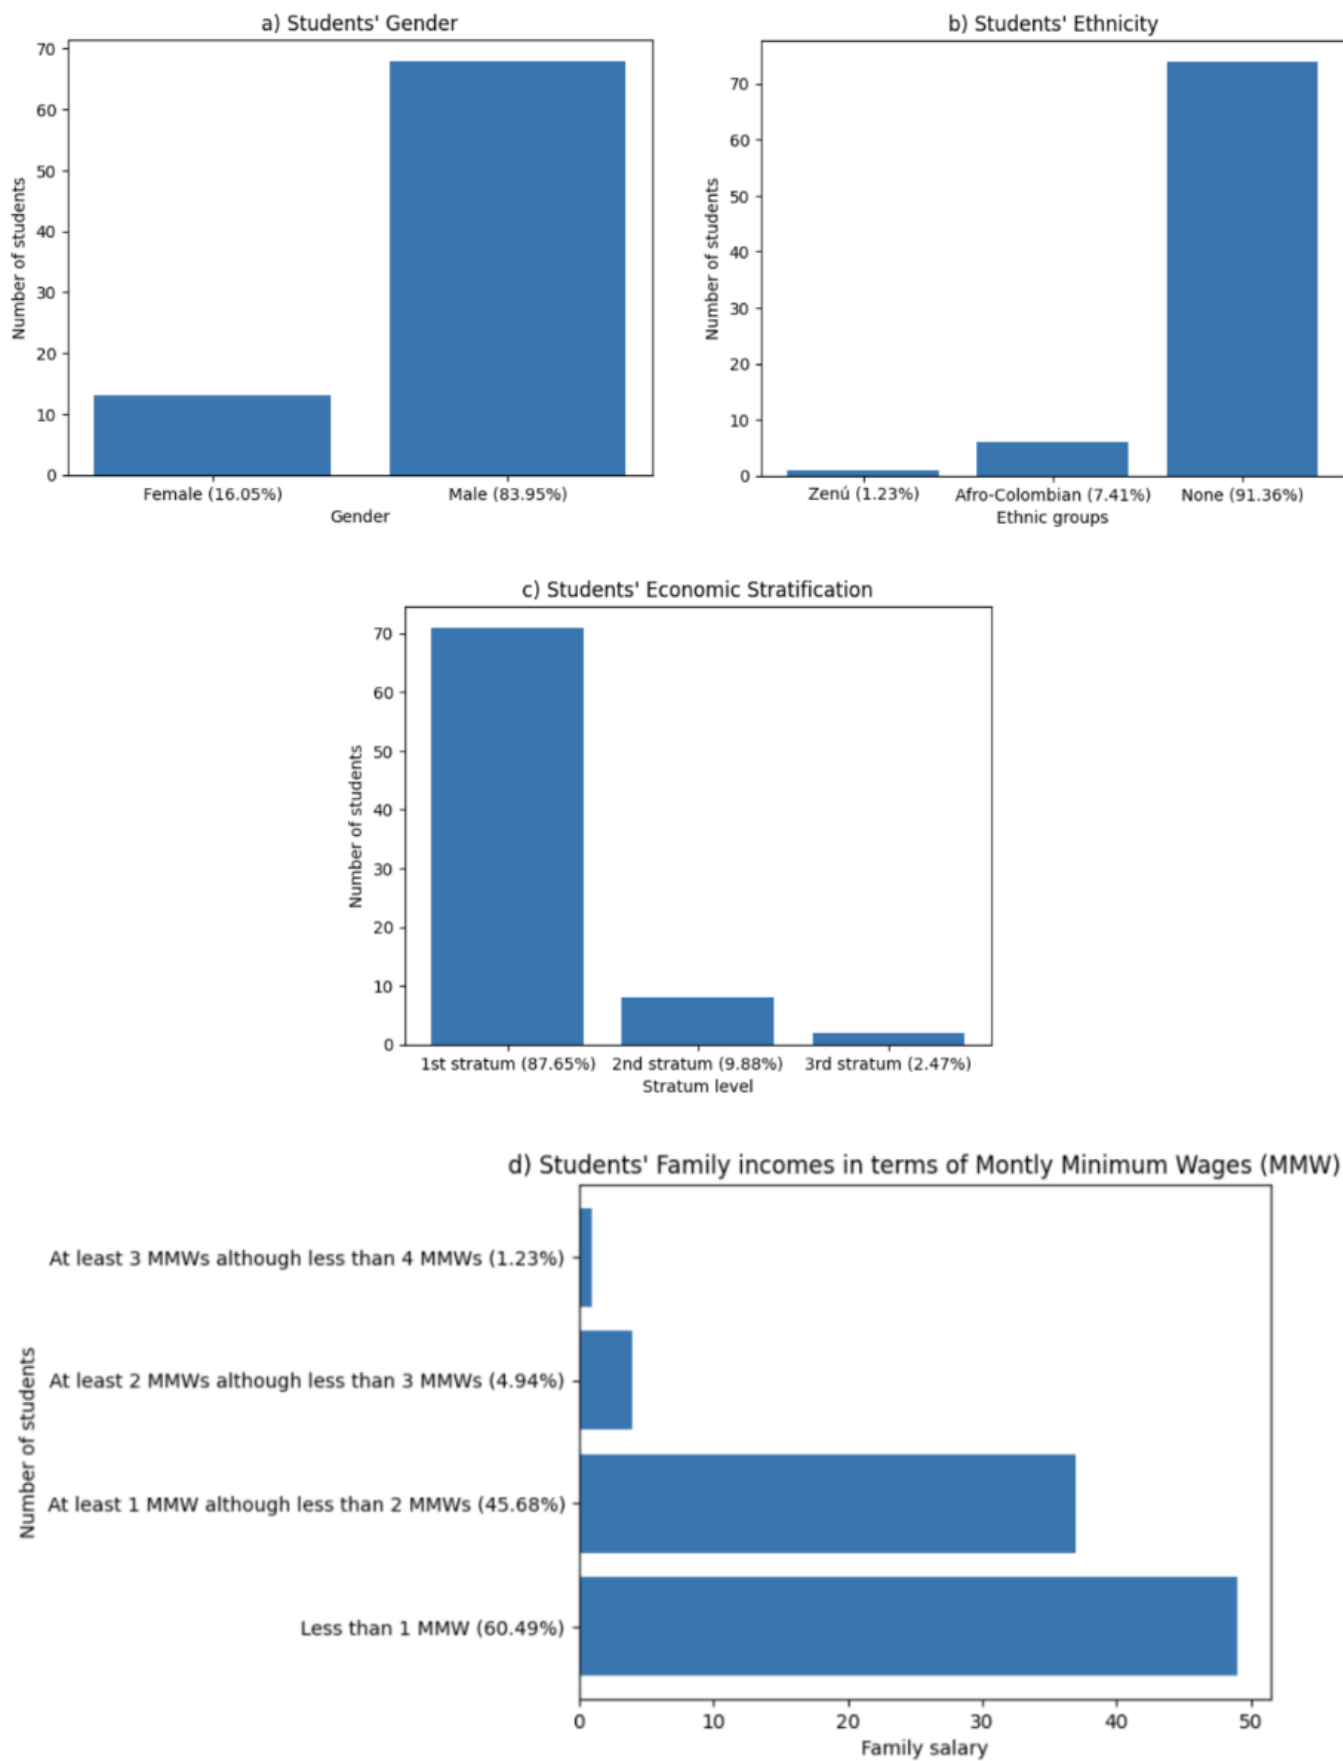 a) Students' Gender
70
60
50
40
30
20
10
0
Number of students
Female (16.05%)
Male (83.95%)
Gender
b) Students' Ethnicity
70
60
50
40
30
20
10
0
Number of students
Zenú (1.23%)
Afro-Colombian (7.41%)
None (91.36%)
Ethnic groups
c) Students' Economic Stratification
70
60
50
40
30
20
10
0
Number of students
1st stratum (87.65%)
2nd stratum (9.88%)
3rd stratum (2.47%)
Stratum level
d) Students' Family incomes in terms of Montly Minimum Wages (MMW)
At least 3 MMWs although less than 4 MMWs (1.23%)
At least 2 MMWs although less than 3 MMWs (4.94%)
At least 1 MMW although less than 2 MMWs (45.68%)
Less than 1 MMW (60.49%)
Number of students
0
10
20
30
40
50
Family salary